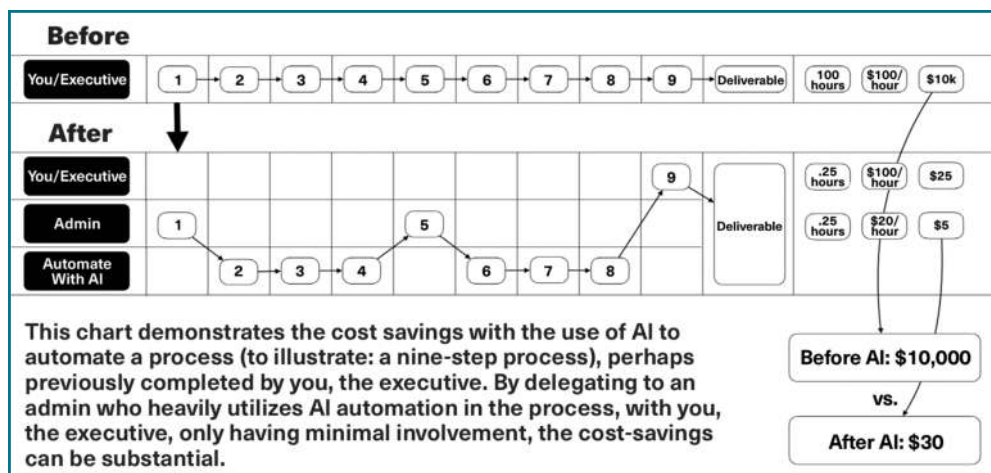 Before
You/Executive 1 2 3 4 5 6 7 8 9 Deliverable 100 hours $100/ hour $10k
After
You/Executive 9 .25 hours $100/ hour $25
Admin 1 5 Deliverable .25 hours $20/ hour $5
Automate With AI 2 3 4 6 7 8
This chart demonstrates the cost savings with the use of AI to
automate a process (to illustrate: a nine-step process), perhaps
previously completed by you, the executive. By delegating to an
admin who heavily utilizes AI automation in the process, with you,
the executive, only having minimal involvement, the cost-savings
can be substantial.
Before AI: $10,000
vs.
After AI: $30